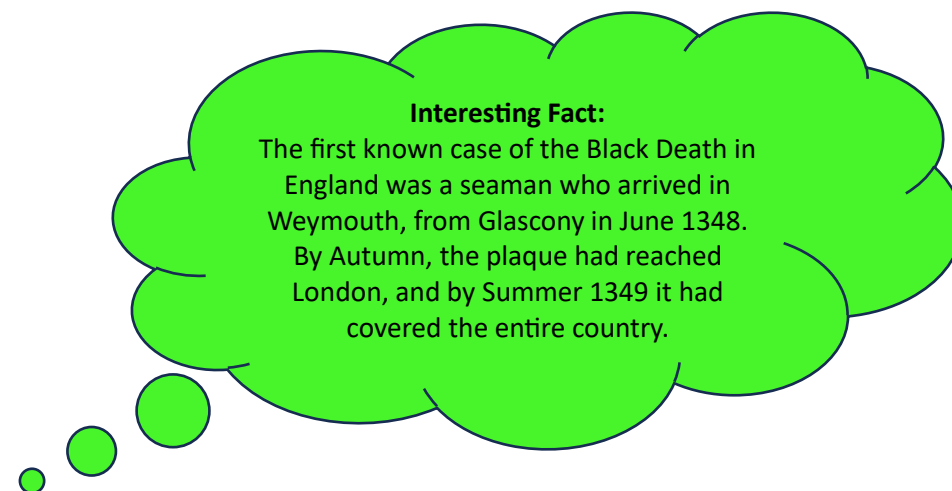 Interesting Fact:
The first known case of the Black Death in
England was a seaman who arrived in
Weymouth, from Glascony in June 1348.
By Autumn, the plaque had reached
London, and by Summer 1349 it had
covered the entire country.